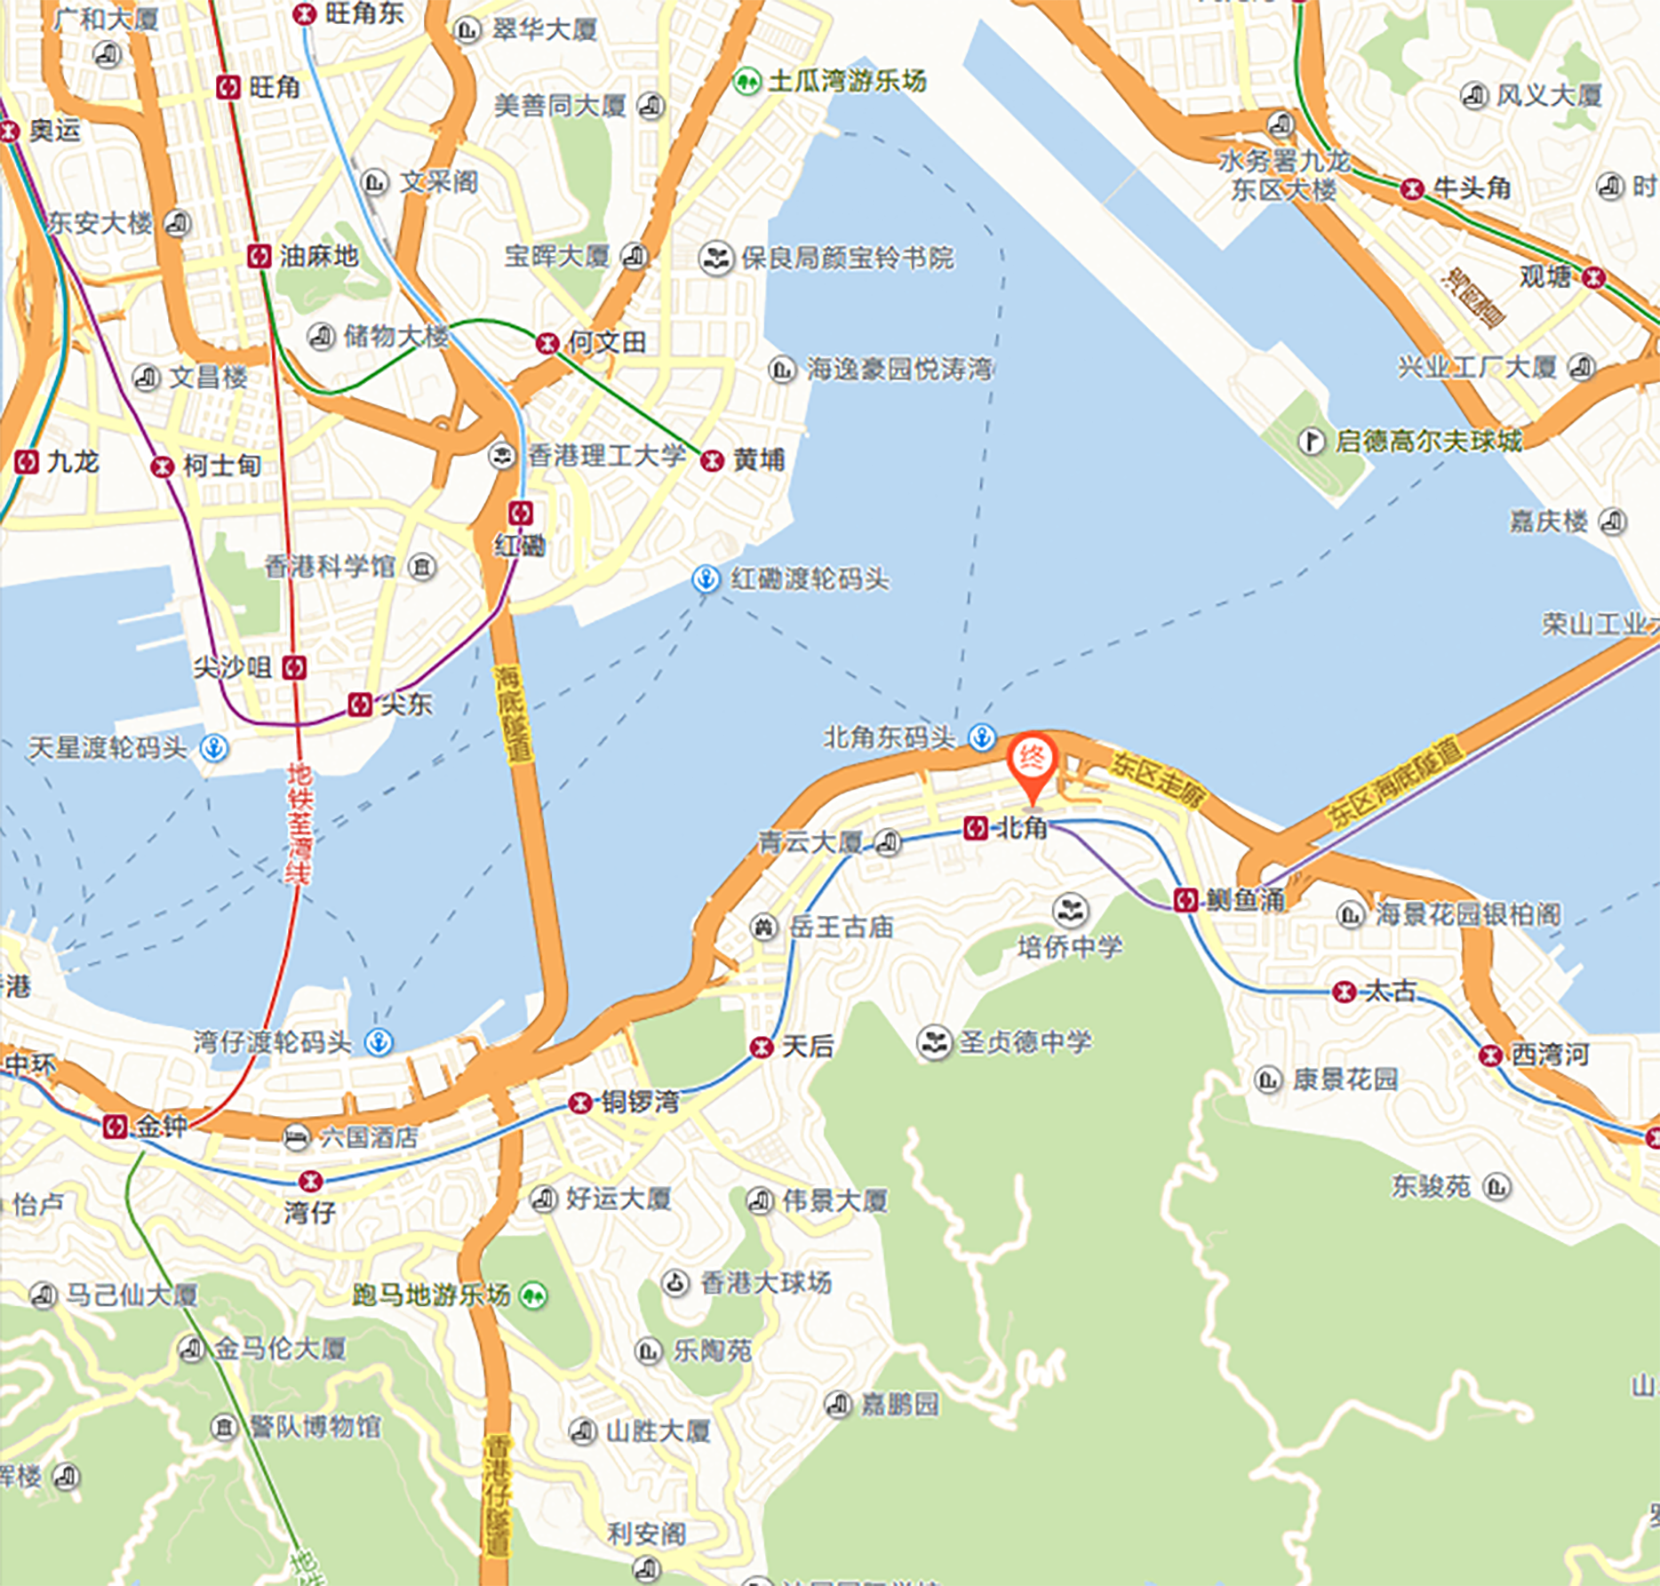 广和大厦
旺角东
翠华大厦
旺角
美善同大厦
土瓜湾游乐场
风义大厦
奥运
水务署九龙
东区大楼
牛头角
时
文采阁
东安大楼
油麻地
宝晖大厦
保良局颜宝铃书院
观塘
储物大楼
何文田
文昌楼
海逸豪园悦涛湾
兴业工厂大厦
启德高尔夫球城
九龙
柯士甸
香港理工大学
黄埔
嘉庆楼
红磡
香港科学馆
红磡渡轮码头
荣山工业大
尖沙咀
尖东
海底隧道
天星渡轮码头
北角东码头
终
东区走廊
东区海底隧道
地铁荃湾线
青云大厦
北角
鲗鱼涌
海景花园银柏阁
岳王古庙
培侨中学
港
太古
湾仔渡轮码头
天后
圣贞德中学
西湾河
中环
康景花园
铜锣湾
金钟
六国酒店
东骏苑
怡卢
湾仔
好运大厦
伟景大厦
马己仙大厦
跑马地游乐场
香港大球场
金马伦大厦
乐陶苑
山
嘉鹏园
警队博物馆
山胜大厦
香港仔隧道
晖楼
利安阁
地